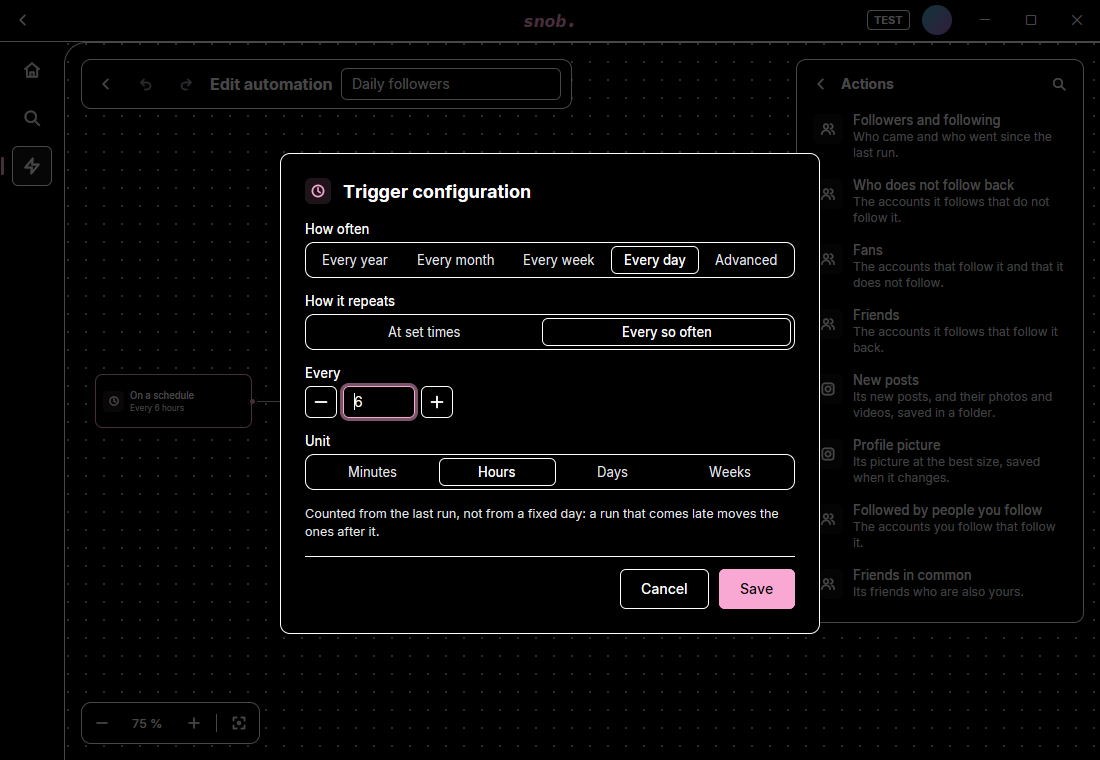 snob.
TEST
Edit automation
Daily followers
Actions
Followers and following
Who came and who went since the
last run.
Who does not follow back
The accounts it follows that do not
follow it.
Fans
The accounts that follow it and that it
does not follow.
Friends
The accounts it follows that follow it
back.
New posts
Its new posts, and their photos and
videos, saved in a folder.
Profile picture
Its picture at the best size, saved
when it changes.
Followed by people you follow
The accounts you follow that follow
it.
Friends in common
Its friends who are also yours.
On a schedule
Every 6 hours
Trigger configuration
How often
Every year Every month Every week Every day Advanced
How it repeats
At set times Every so often
Every
6
Unit
Minutes Hours Days Weeks
Counted from the last run, not from a fixed day: a run that comes late moves the
ones after it.
Cancel Save
75 %